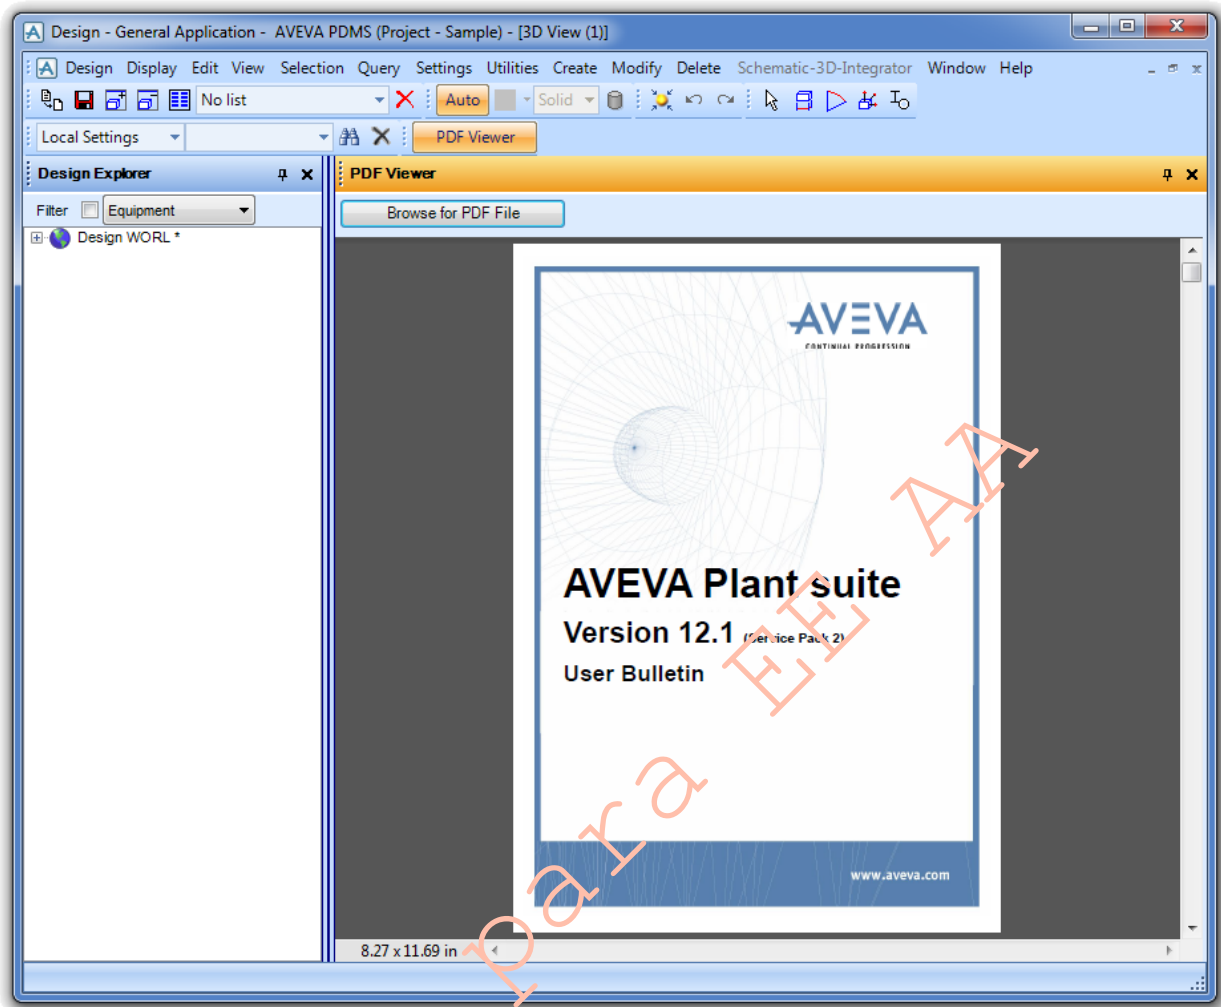 Design - General Application - AVEVA PDMS (Project - Sample) - [3D View (1)]
Design Display Edit View Selection Query Settings Utilities Create Modify Delete Schematic-3D-Integrator Window Help
No list Auto Solid
Local Settings PDF Viewer
Design Explorer
PDF Viewer
Filter Equipment
Browse for PDF File
Design WORL *
AVEVA
CONTINUAL PROGRESSION
AVEVA Plant suite
Version 12.1 (Service Pack 2)
User Bulletin
www.aveva.com
8.27 x 11.69 in
para EE AA